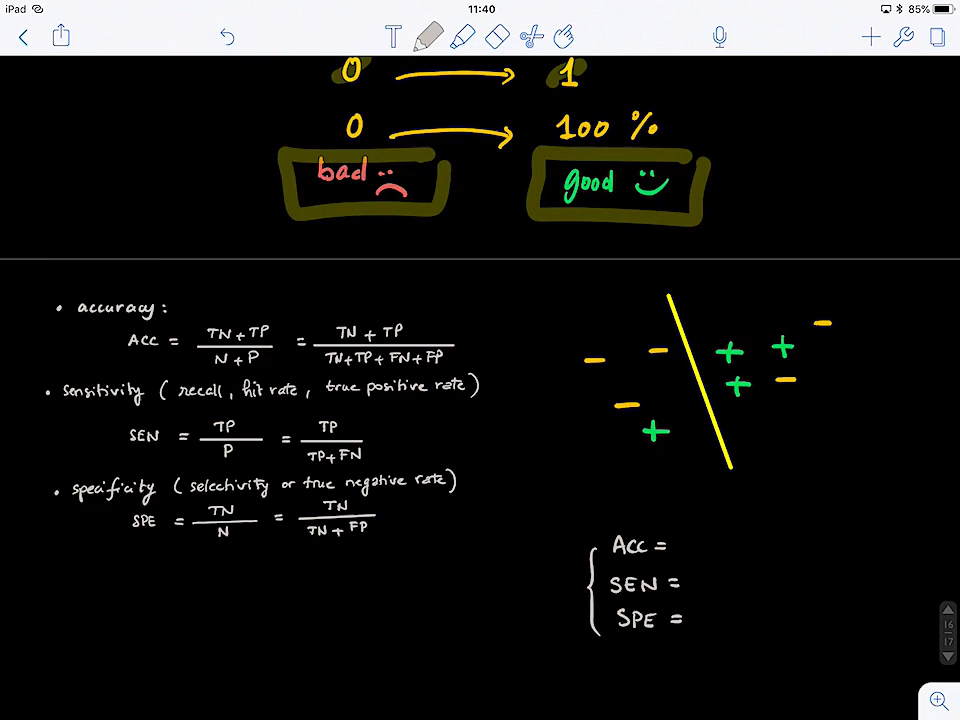 iPad 11:40 85%
T
0 → 1
0 → 100 %
bad good
• accuracy:
ACC = TN+TP / N+P = TN + TP / TN+TP+FN+FP
• sensitivity ( recall, hit rate, true positive rate )
SEN = TP / P = TP / TP+FN
• specificity ( selectivity or true negative rate )
SPE = TN / N = TN / TN+FP
− − + + −
+ −
− +
ACC =
SEN =
SPE =
16
17